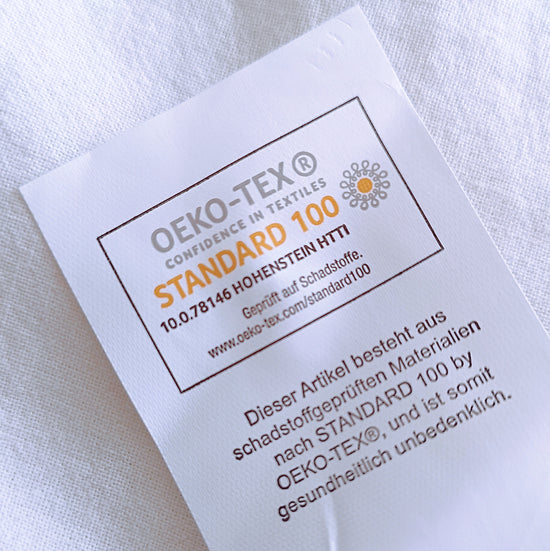 OEKO-TEX®
CONFIDENCE IN TEXTILES
STANDARD 100
10.0.78146 HOHENSTEIN HTTI
Geprüft auf Schadstoffe.
www.oeko-tex.com/standard100
Dieser Artikel besteht aus
schadstoffgeprüften Materialien
nach STANDARD 100 by
OEKO-TEX®, und ist somit
gesundheitlich unbedenklich.